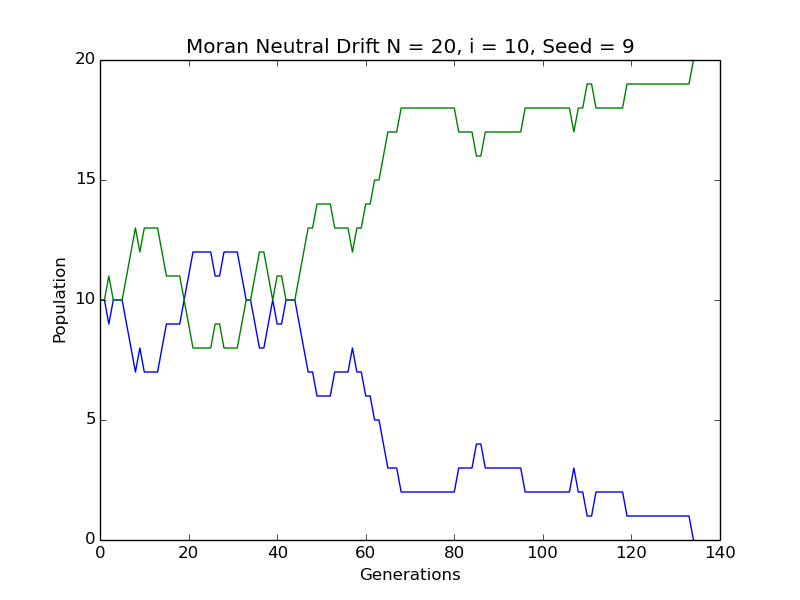 Moran Neutral Drift N = 20, i = 10, Seed = 9
20
15
10
5
0
Population
0 20 40 60 80 100 120 140
Generations